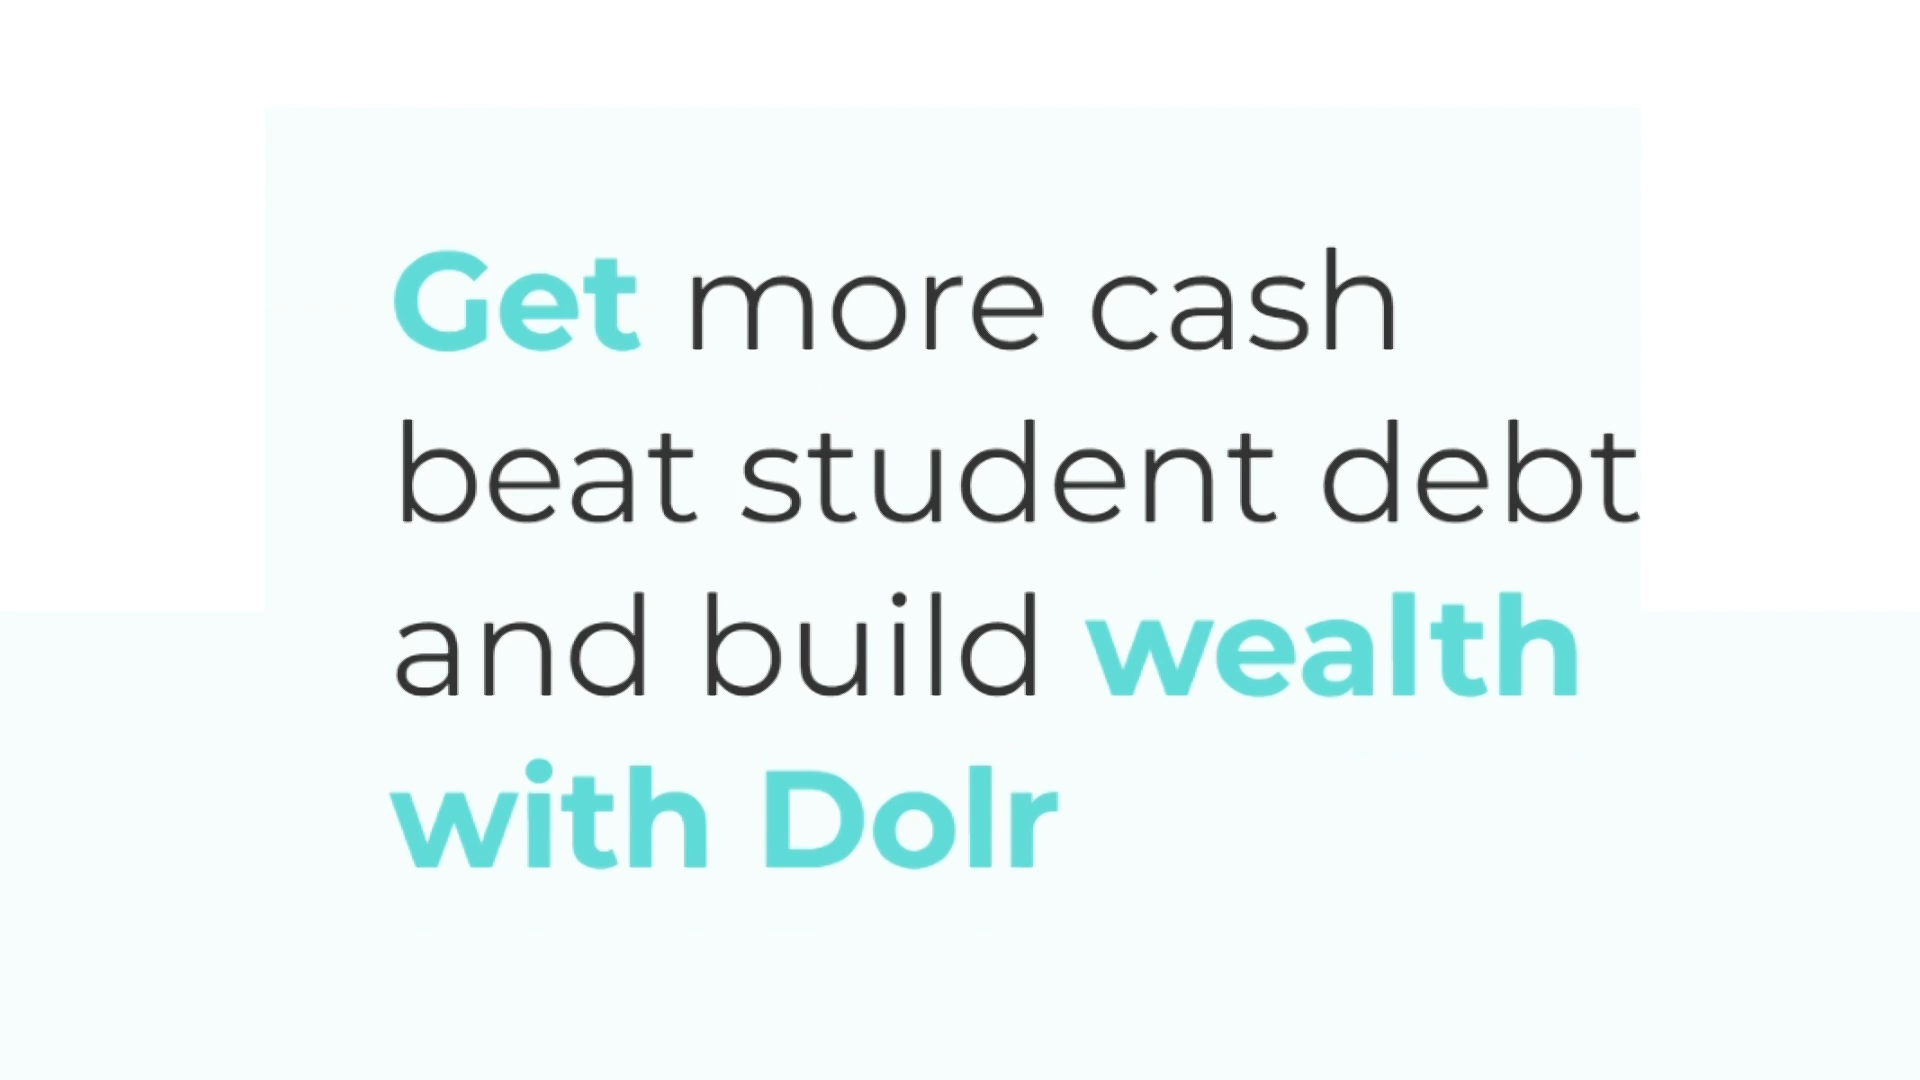 Get more cash
beat student debt
and build wealth
with Dolr